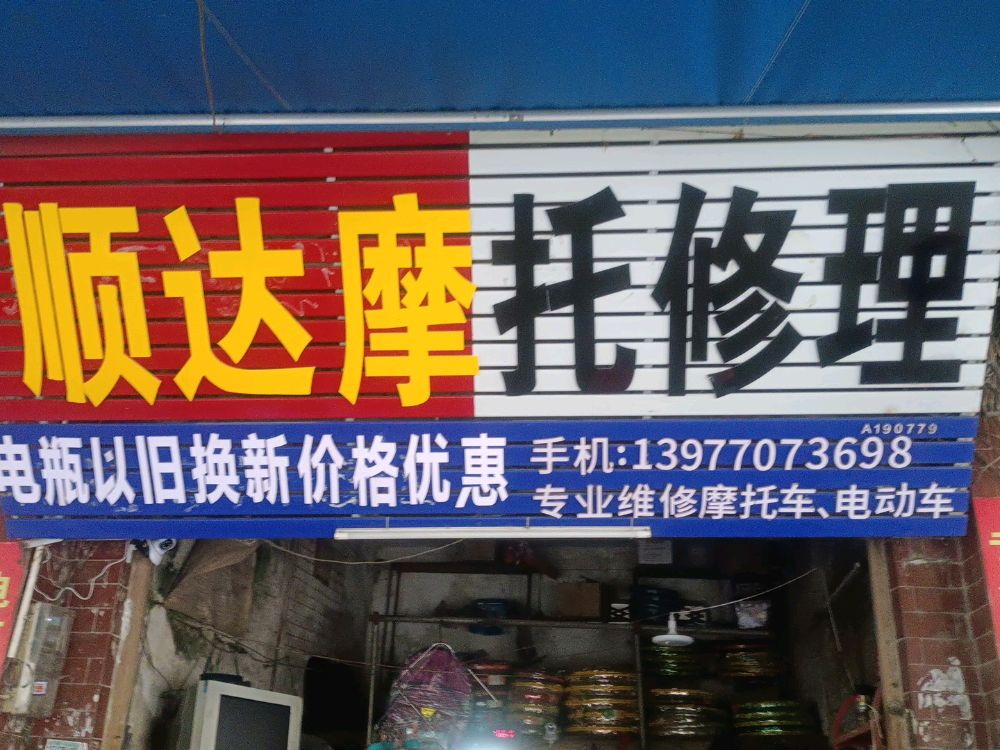 顺达摩托修理
A190779
电瓶以旧换新价格优惠
手机:13977073698
专业维修摩托车、电动车